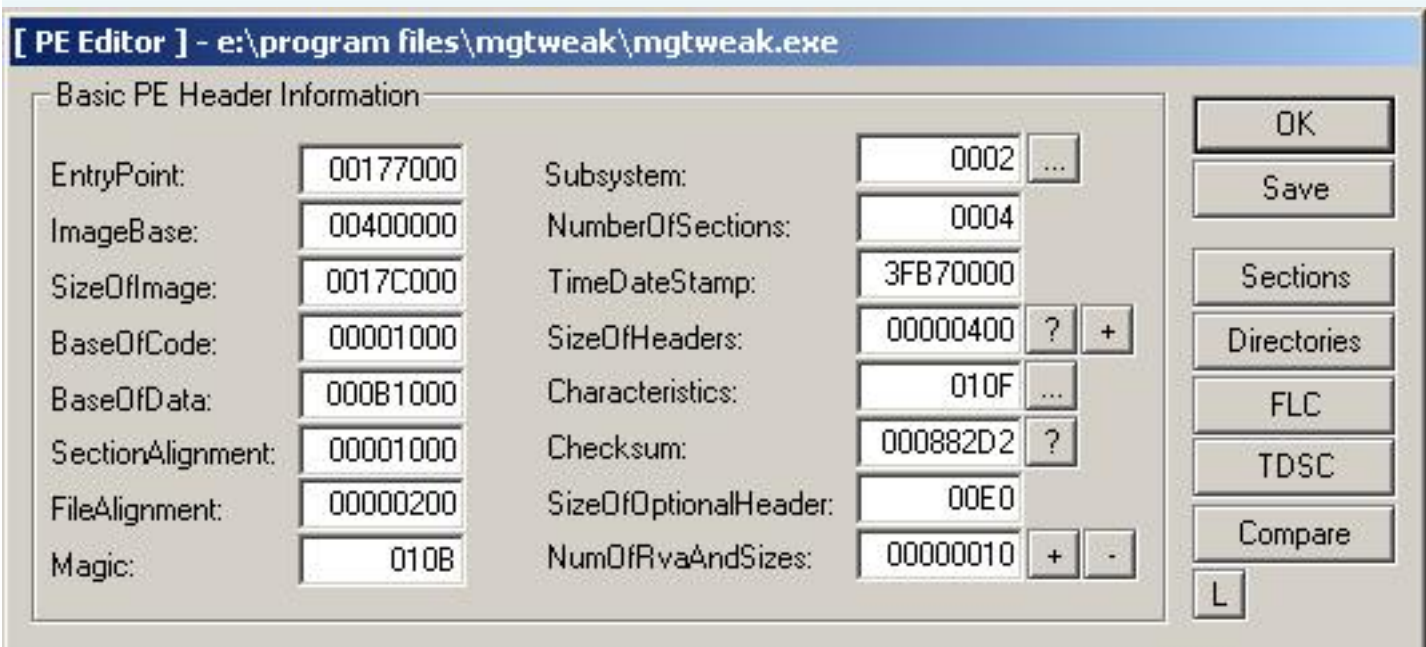 [ PE Editor ] - e:\program files\mgtweak\mgtweak.exe
Basic PE Header Information
EntryPoint: 00177000
ImageBase: 00400000
SizeOfImage: 0017C000
BaseOfCode: 00001000
BaseOfData: 000B1000
SectionAlignment: 00001000
FileAlignment: 00000200
Magic: 010B
Subsystem: 0002 ...
NumberOfSections: 0004
TimeDateStamp: 3FB70000
SizeOfHeaders: 00000400 ? +
Characteristics: 010F ...
Checksum: 000882D2 ?
SizeOfOptionalHeader: 00E0
NumOfRvaAndSizes: 00000010 + -
OK
Save
Sections
Directories
FLC
TDSC
Compare
L